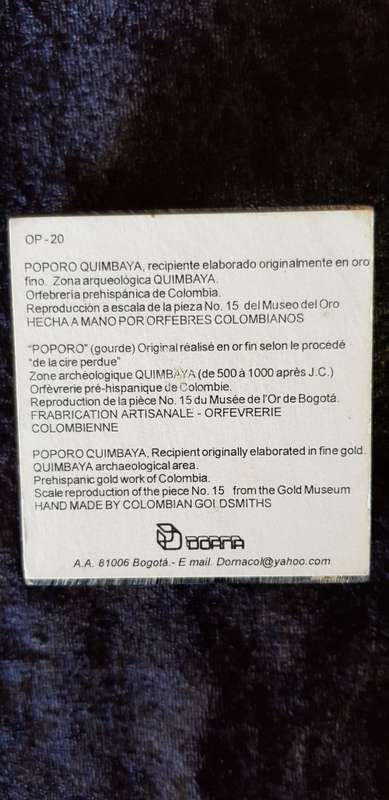 OP - 20
POPORO QUIMBAYA, recipiente elaborado originalmente en oro
fino. Zona arqueológica QUIMBAYA.
Orfebrería prehispánica de Colombia.
Reproducción a escala de la pieza No. 15 del Museo del Oro
HECHA A MANO POR ORFEBRES COLOMBIANOS
"POPORO" (gourde) Original réalisé en or fin selon le procédé
"de la cire perdue"
Zone archéologique QUIMBAYA (de 500 à 1000 après J.C.)
Orfèvrerie pré-hispanique de Colombie.
Reproduction de la pièce No. 15 du Musée de l'Or de Bogotá.
FRABRICATION ARTISANALE - ORFEVRERIE
COLOMBIENNE
POPORO QUIMBAYA, Recipient originally elaborated in fine gold.
QUIMBAYA archaeological area.
Prehispanic gold work of Colombia.
Scale reproduction of the piece No. 15 from the Gold Museum
HAND MADE BY COLOMBIAN GOLDSMITHS
DORNA
A.A. 81006 Bogotá.- E mail. Dornacol@yahoo.com